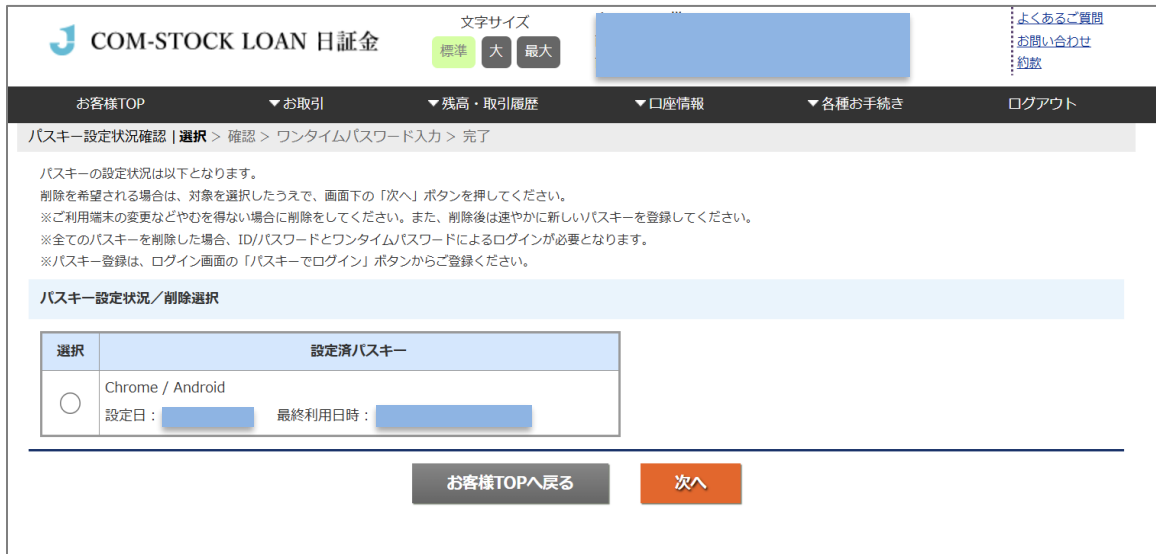 COM-STOCK LOAN 日証金
文字サイズ
標準 大 最大
よくあるご質問
お問い合わせ
約款
お客様TOP ▼お取引 ▼残高・取引履歴 ▼口座情報 ▼各種お手続き ログアウト
パスキー設定状況確認 | 選択 > 確認 > ワンタイムパスワード入力 > 完了
パスキーの設定状況は以下となります。
削除を希望される場合は、対象を選択したうえで、画面下の「次へ」ボタンを押してください。
※ご利用端末の変更などやむを得ない場合に削除をしてください。また、削除後は速やかに新しいパスキーを登録してください。
※全てのパスキーを削除した場合、ID/パスワードとワンタイムパスワードによるログインが必要となります。
※パスキー登録は、ログイン画面の「パスキーでログイン」ボタンからご登録ください。
パスキー設定状況／削除選択
選択 設定済パスキー
Chrome / Android
設定日： 最終利用日時：
お客様TOPへ戻る 次へ